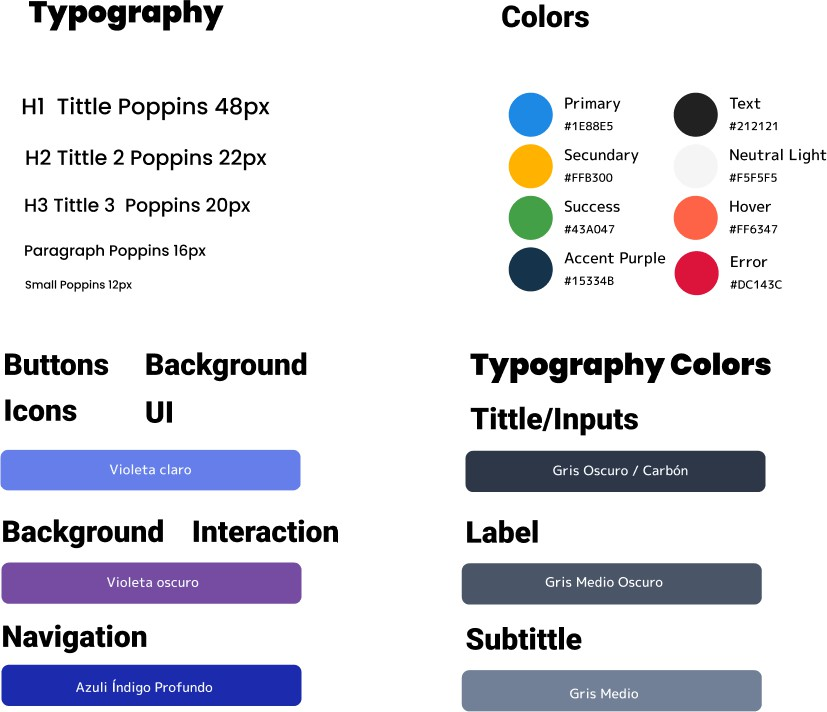 Typography
H1  Tittle Poppins 48px
H2 Tittle 2 Poppins 22px
H3 Tittle 3  Poppins 20px
Paragraph Poppins 16px
Small Poppins 12px
Colors
Primary
#1E88E5
Secundary
#FFB300
Success
#43A047
Accent Purple
#15334B
Text
#212121
Neutral Light
#F5F5F5
Hover
#FF6347
Error
#DC143C
Buttons Background
Icons UI
Violeta claro
Background Interaction
Violeta oscuro
Navigation
Azuli Índigo Profundo
Typography Colors
Tittle/Inputs
Gris Oscuro / Carbón
Label
Gris Medio Oscuro
Subtittle
Gris Medio